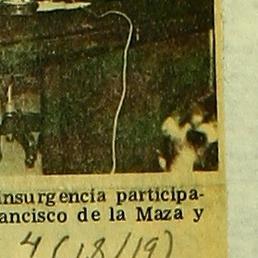 insurgencia participa-
ancisco de la Maza y
4 (18/19)